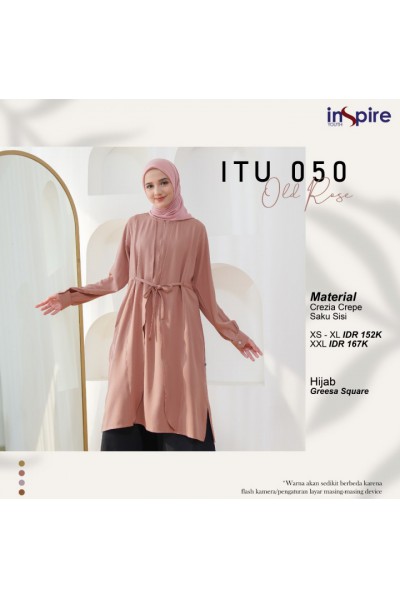 inSpire
YOUTH
ITU 050
Old Rose
Material
Crezia Crepe
Saku Sisi
XS - XL IDR 152K
XXL IDR 167K
Hijab
Greesa Square
*Warna akan sedikit berbeda karena
flash kamera/pengaturan layar masing-masing device